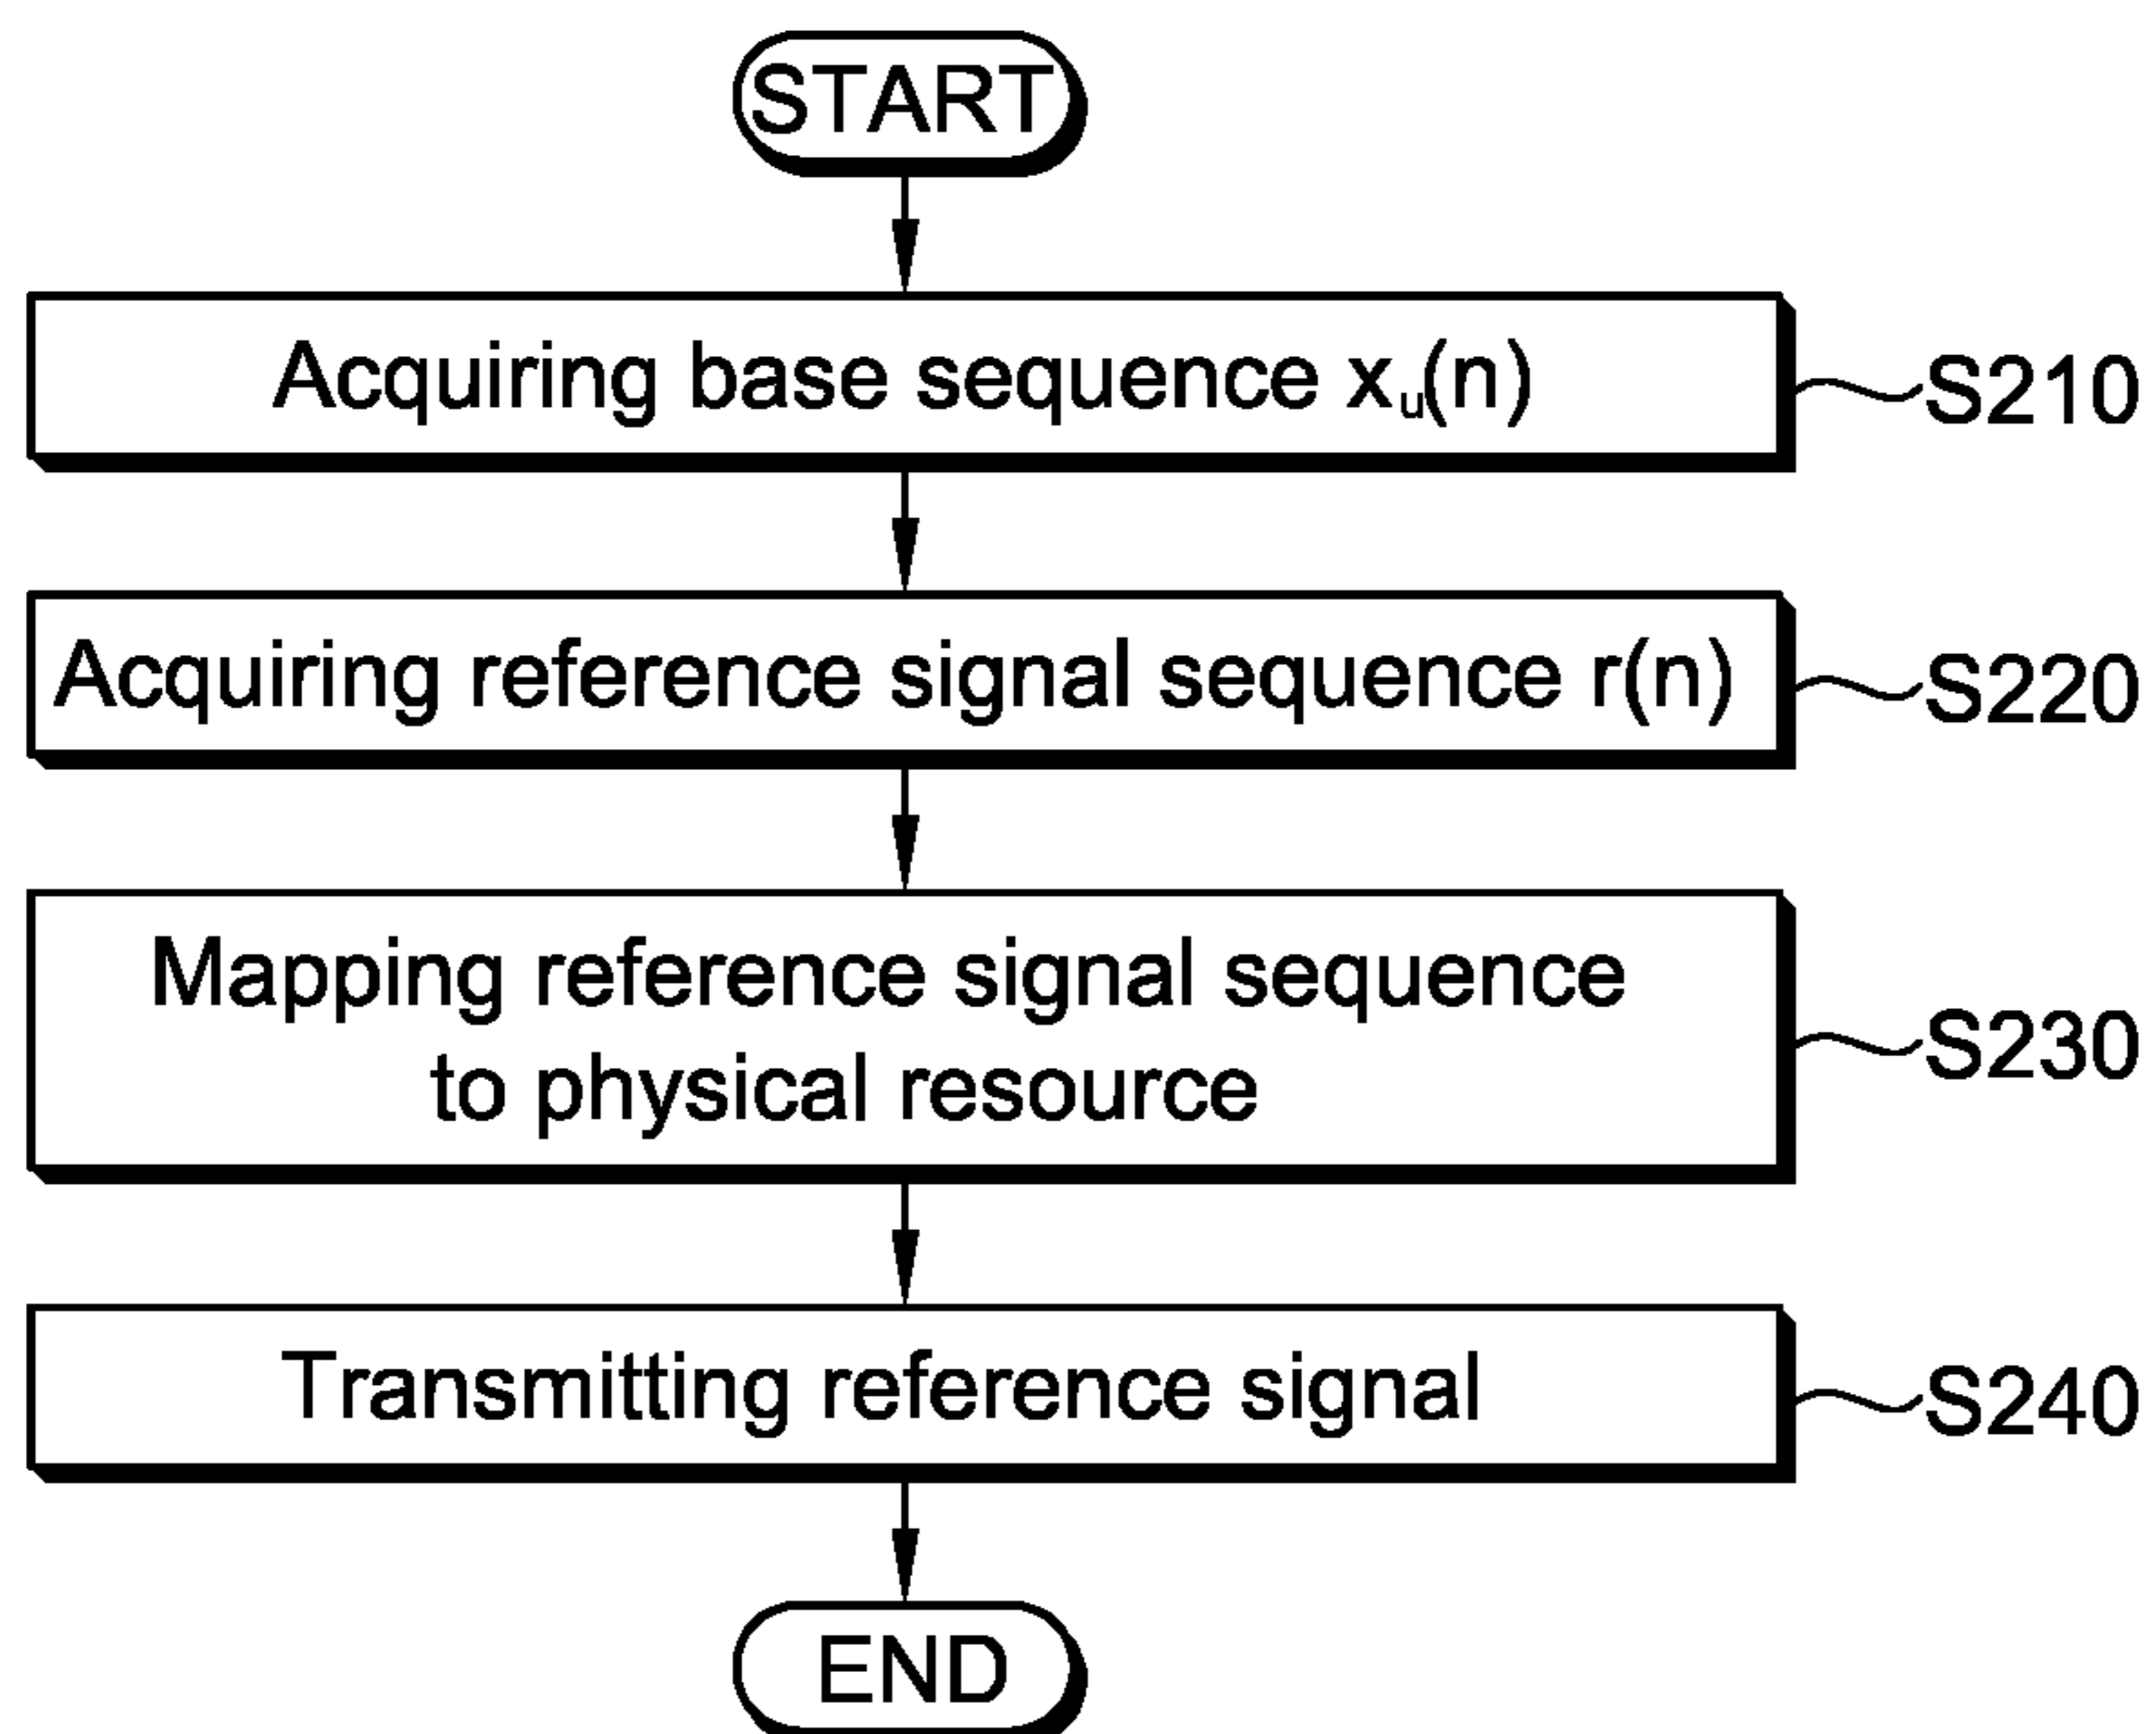 START
Acquiring base sequence xᵤ(n)
S210
Acquiring reference signal sequence r(n)
S220
Mapping reference signal sequence
to physical resource
S230
Transmitting reference signal
S240
END